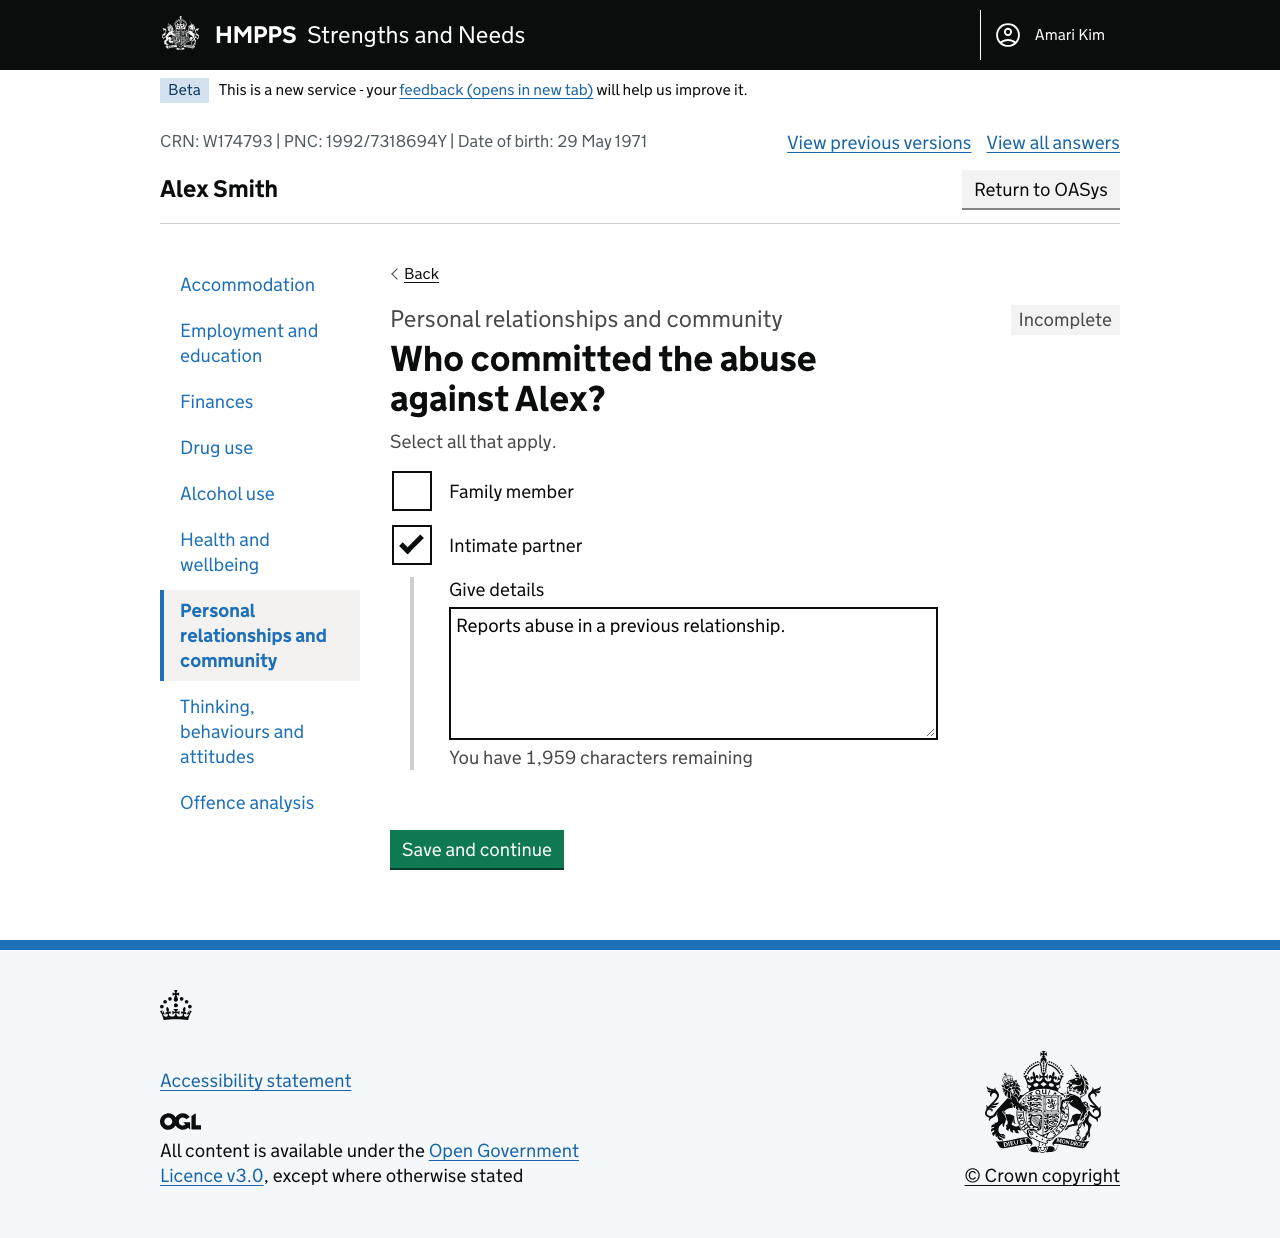 HMPPS Strengths and Needs
Amari Kim
Beta This is a new service - your feedback (opens in new tab) will help us improve it.
CRN: W174793 | PNC: 1992/7318694Y | Date of birth: 29 May 1971
View previous versions View all answers
Alex Smith
Return to OASys
Accommodation
Employment and
education
Finances
Drug use
Alcohol use
Health and
wellbeing
Personal
relationships and
community
Thinking,
behaviours and
attitudes
Offence analysis
Back
Personal relationships and community
Incomplete
Who committed the abuse
against Alex?
Select all that apply.
Family member
Intimate partner
Give details
Reports abuse in a previous relationship.
You have 1,959 characters remaining
Save and continue
Accessibility statement
OGL
All content is available under the Open Government
Licence v3.0, except where otherwise stated
DIEU ET MON DROIT
© Crown copyright